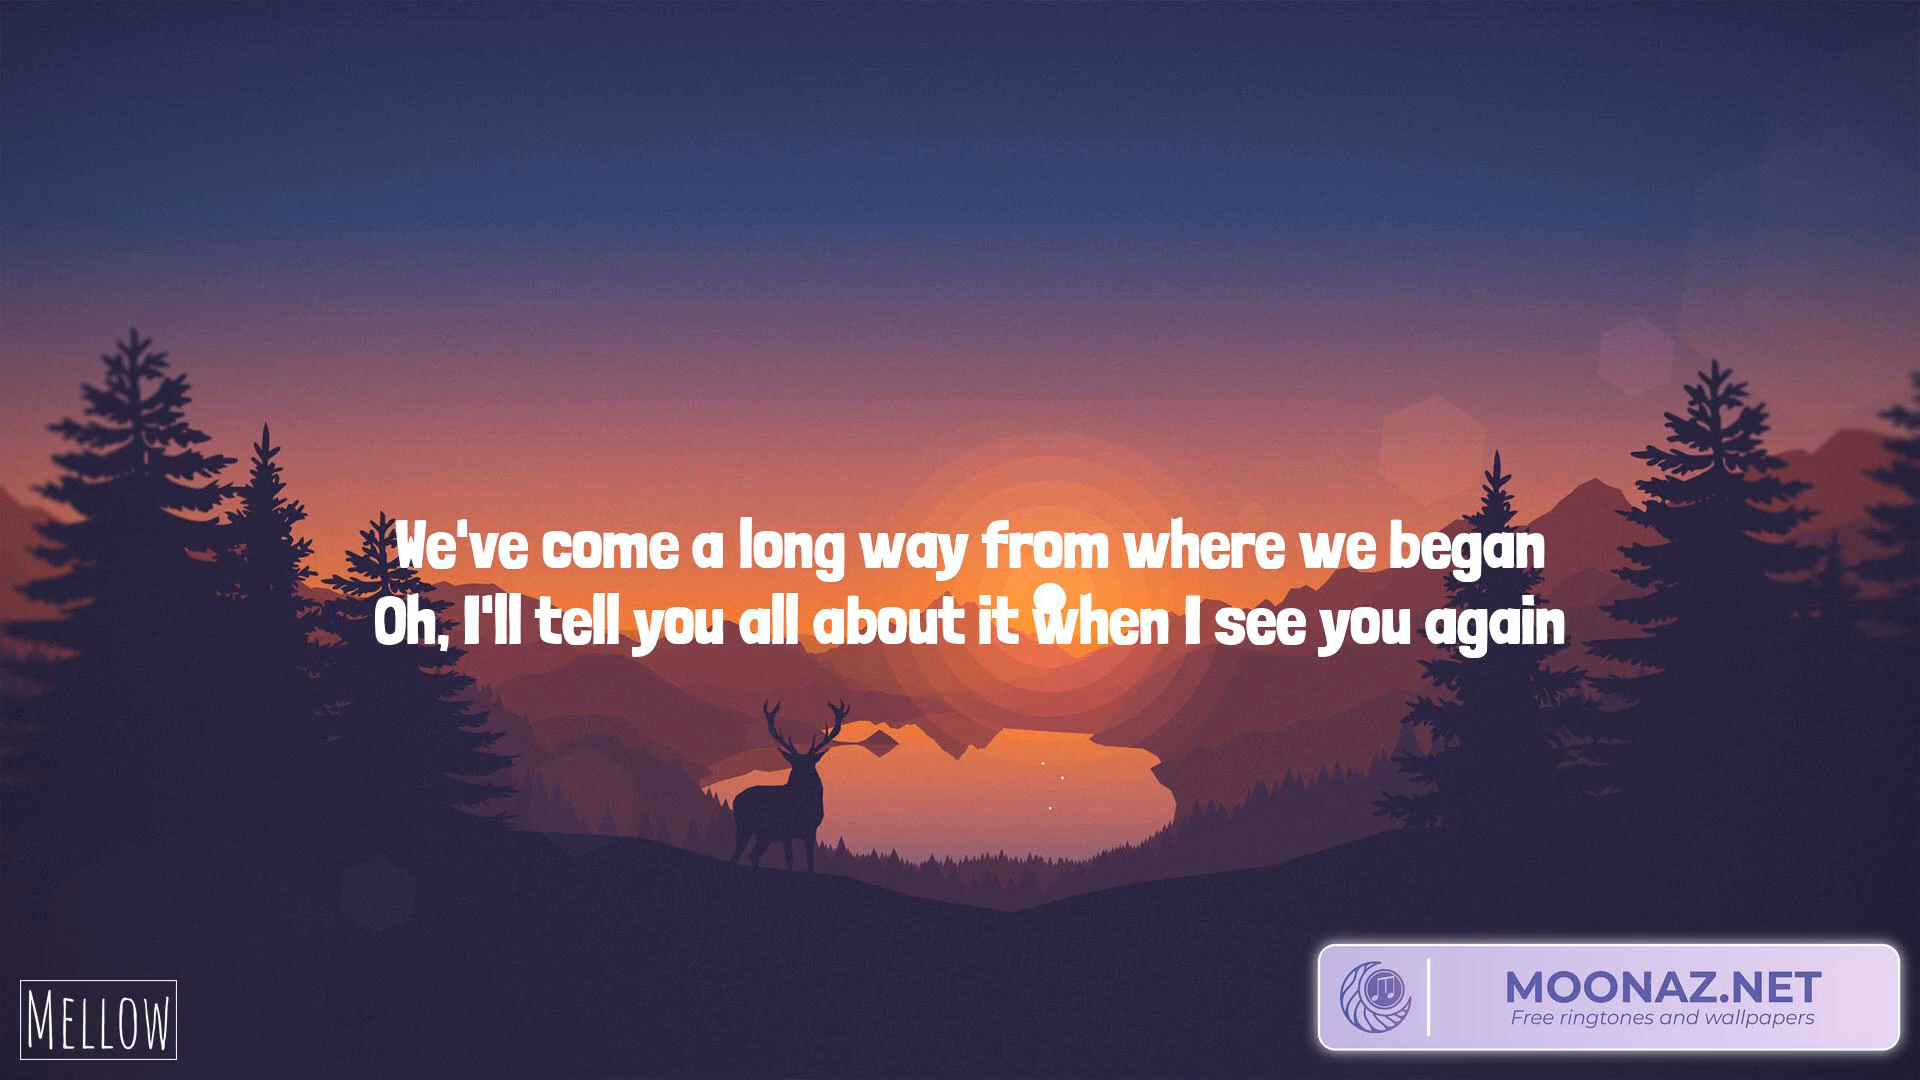 We've come a long way from where we began
Oh, I'll tell you all about it when I see you again
MELLOW
MOONAZ.NET
Free ringtones and wallpapers